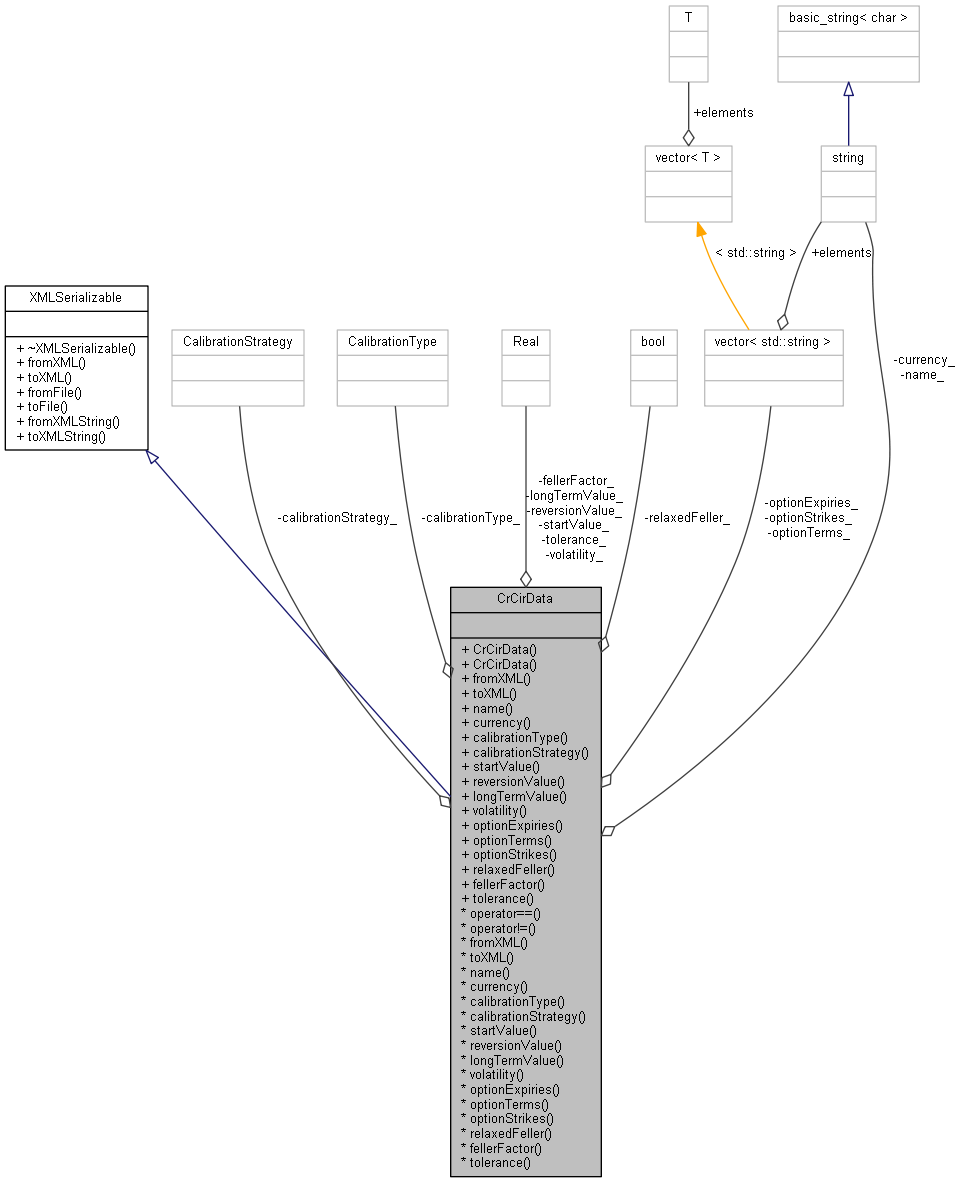 T
basic_string< char >
+elements
vector< T >
string
< std::string >
+elements
XMLSerializable
+ ~XMLSerializable()
+ fromXML()
+ toXML()
+ fromFile()
+ toFile()
+ fromXMLString()
+ toXMLString()
CalibrationStrategy
CalibrationType
Real
bool
vector< std::string >
-currency_
-name_
-calibrationStrategy_
-calibrationType_
-fellerFactor_
-longTermValue_
-reversionValue_
-startValue_
-tolerance_
-volatility_
-relaxedFeller_
-optionExpiries_
-optionStrikes_
-optionTerms_
CrCirData
+ CrCirData()
+ CrCirData()
+ fromXML()
+ toXML()
+ name()
+ currency()
+ calibrationType()
+ calibrationStrategy()
+ startValue()
+ reversionValue()
+ longTermValue()
+ volatility()
+ optionExpiries()
+ optionTerms()
+ optionStrikes()
+ relaxedFeller()
+ fellerFactor()
+ tolerance()
* operator==()
* operator!=()
* fromXML()
* toXML()
* name()
* currency()
* calibrationType()
* calibrationStrategy()
* startValue()
* reversionValue()
* longTermValue()
* volatility()
* optionExpiries()
* optionTerms()
* optionStrikes()
* relaxedFeller()
* fellerFactor()
* tolerance()